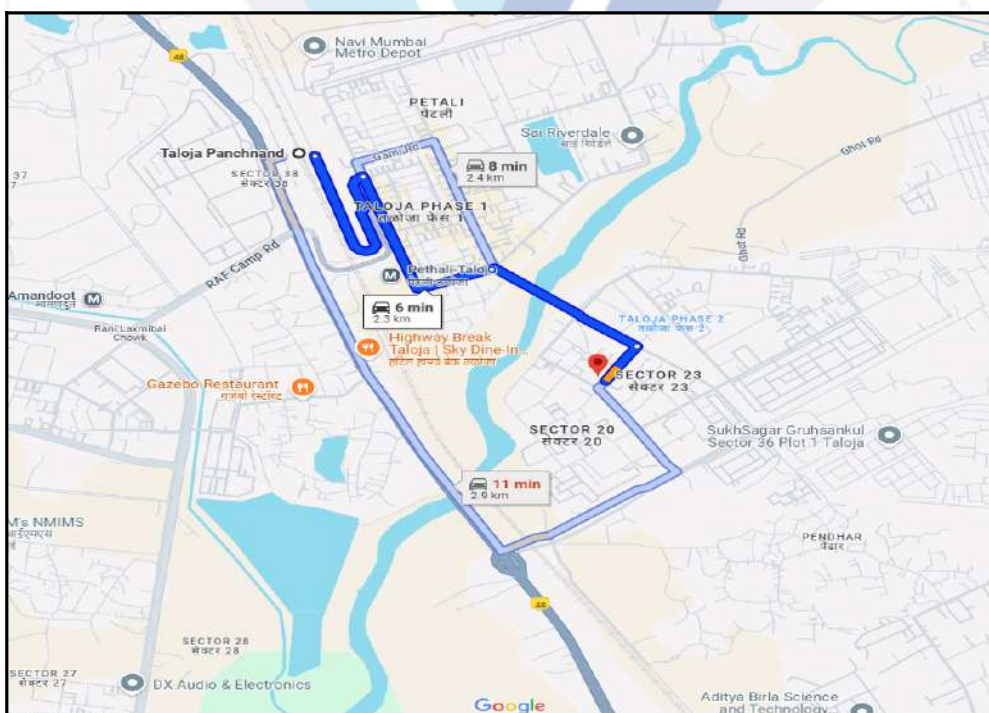 48
Navi Mumbai
Metro Depot
PETALI
पेटली
Sai Riverdale
साई रिवरडेल
Taloja Panchnand
Gami Rd
8 min
2.4 km
Ghot Rd
37
SECTOR 38
सेक्टर 38
TALOJA PHASE 1
तळोजा फेस 1
RAF Camp Rd
Pethali-Taloj
Ghot Rd
Amandoot
6 min
2.3 km
TALOJA PHASE 2
तळोजा फेस 2
Rani Laxmibai
Chowk
Highway Break
Taloja | Sky Dine-In...
SECTOR 23
सेक्टर 23
Gazebo Restaurant
SECTOR 20
सेक्टर 20
SukhSagar Gruhsankul
Sector 36 Plot 1 Taloja
11 min
2.9 km
M's NMIMS
PENDHAR
पेंढार
48
SECTOR 28
सेक्टर 28
SECTOR 27
सेक्टर 27
DX Audio & Electronics
Google
Aditya Birla Science
and Technology